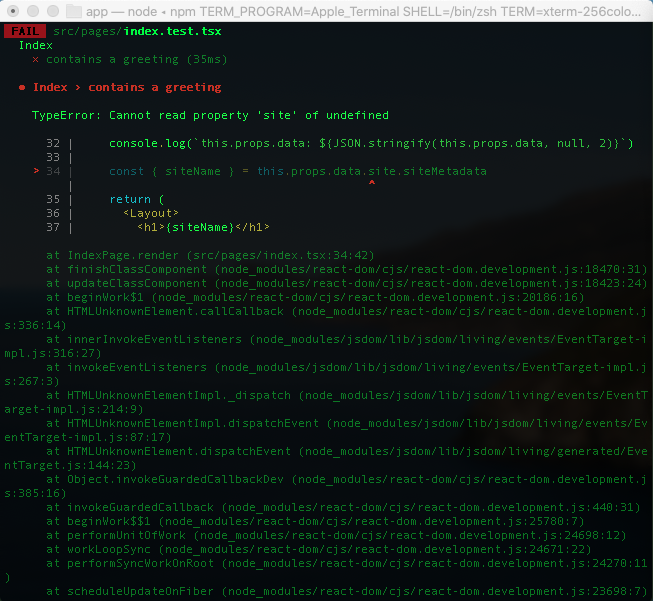 app — node ◂ npm TERM_PROGRAM=Apple_Terminal SHELL=/bin/zsh TERM=xterm-256colo...
FAIL src/pages/index.test.tsx
Index
✕ contains a greeting (35ms)
● Index › contains a greeting
TypeError: Cannot read property 'site' of undefined
32 | console.log(`this.props.data: ${JSON.stringify(this.props.data, null, 2)}`)
33 |
> 34 | const { siteName } = this.props.data.site.siteMetadata
| ^
35 | return (
36 | <Layout>
37 | <h1>{siteName}</h1>
at IndexPage.render (src/pages/index.tsx:34:42)
at finishClassComponent (node_modules/react-dom/cjs/react-dom.development.js:18470:31)
at updateClassComponent (node_modules/react-dom/cjs/react-dom.development.js:18423:24)
at beginWork$1 (node_modules/react-dom/cjs/react-dom.development.js:20186:16)
at HTMLUnknownElement.callCallback (node_modules/react-dom/cjs/react-dom.development.j
s:336:14)
at innerInvokeEventListeners (node_modules/jsdom/lib/jsdom/living/events/EventTarget-i
mpl.js:316:27)
at invokeEventListeners (node_modules/jsdom/lib/jsdom/living/events/EventTarget-impl.j
s:267:3)
at HTMLUnknownElementImpl._dispatch (node_modules/jsdom/lib/jsdom/living/events/EventT
arget-impl.js:214:9)
at HTMLUnknownElementImpl.dispatchEvent (node_modules/jsdom/lib/jsdom/living/events/Ev
entTarget-impl.js:87:17)
at HTMLUnknownElement.dispatchEvent (node_modules/jsdom/lib/jsdom/living/generated/Eve
ntTarget.js:144:23)
at Object.invokeGuardedCallbackDev (node_modules/react-dom/cjs/react-dom.development.j
s:385:16)
at invokeGuardedCallback (node_modules/react-dom/cjs/react-dom.development.js:440:31)
at beginWork$$1 (node_modules/react-dom/cjs/react-dom.development.js:25780:7)
at performUnitOfWork (node_modules/react-dom/cjs/react-dom.development.js:24698:12)
at workLoopSync (node_modules/react-dom/cjs/react-dom.development.js:24671:22)
at performSyncWorkOnRoot (node_modules/react-dom/cjs/react-dom.development.js:24270:11
)
at scheduleUpdateOnFiber (node_modules/react-dom/cjs/react-dom.development.js:23698:7)